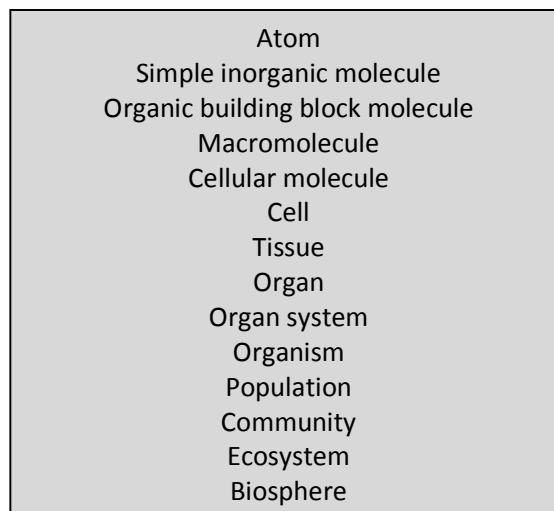 Atom
Simple inorganic molecule
Organic building block molecule
Macromolecule
Cellular molecule
Cell
Tissue
Organ
Organ system
Organism
Population
Community
Ecosystem
Biosphere